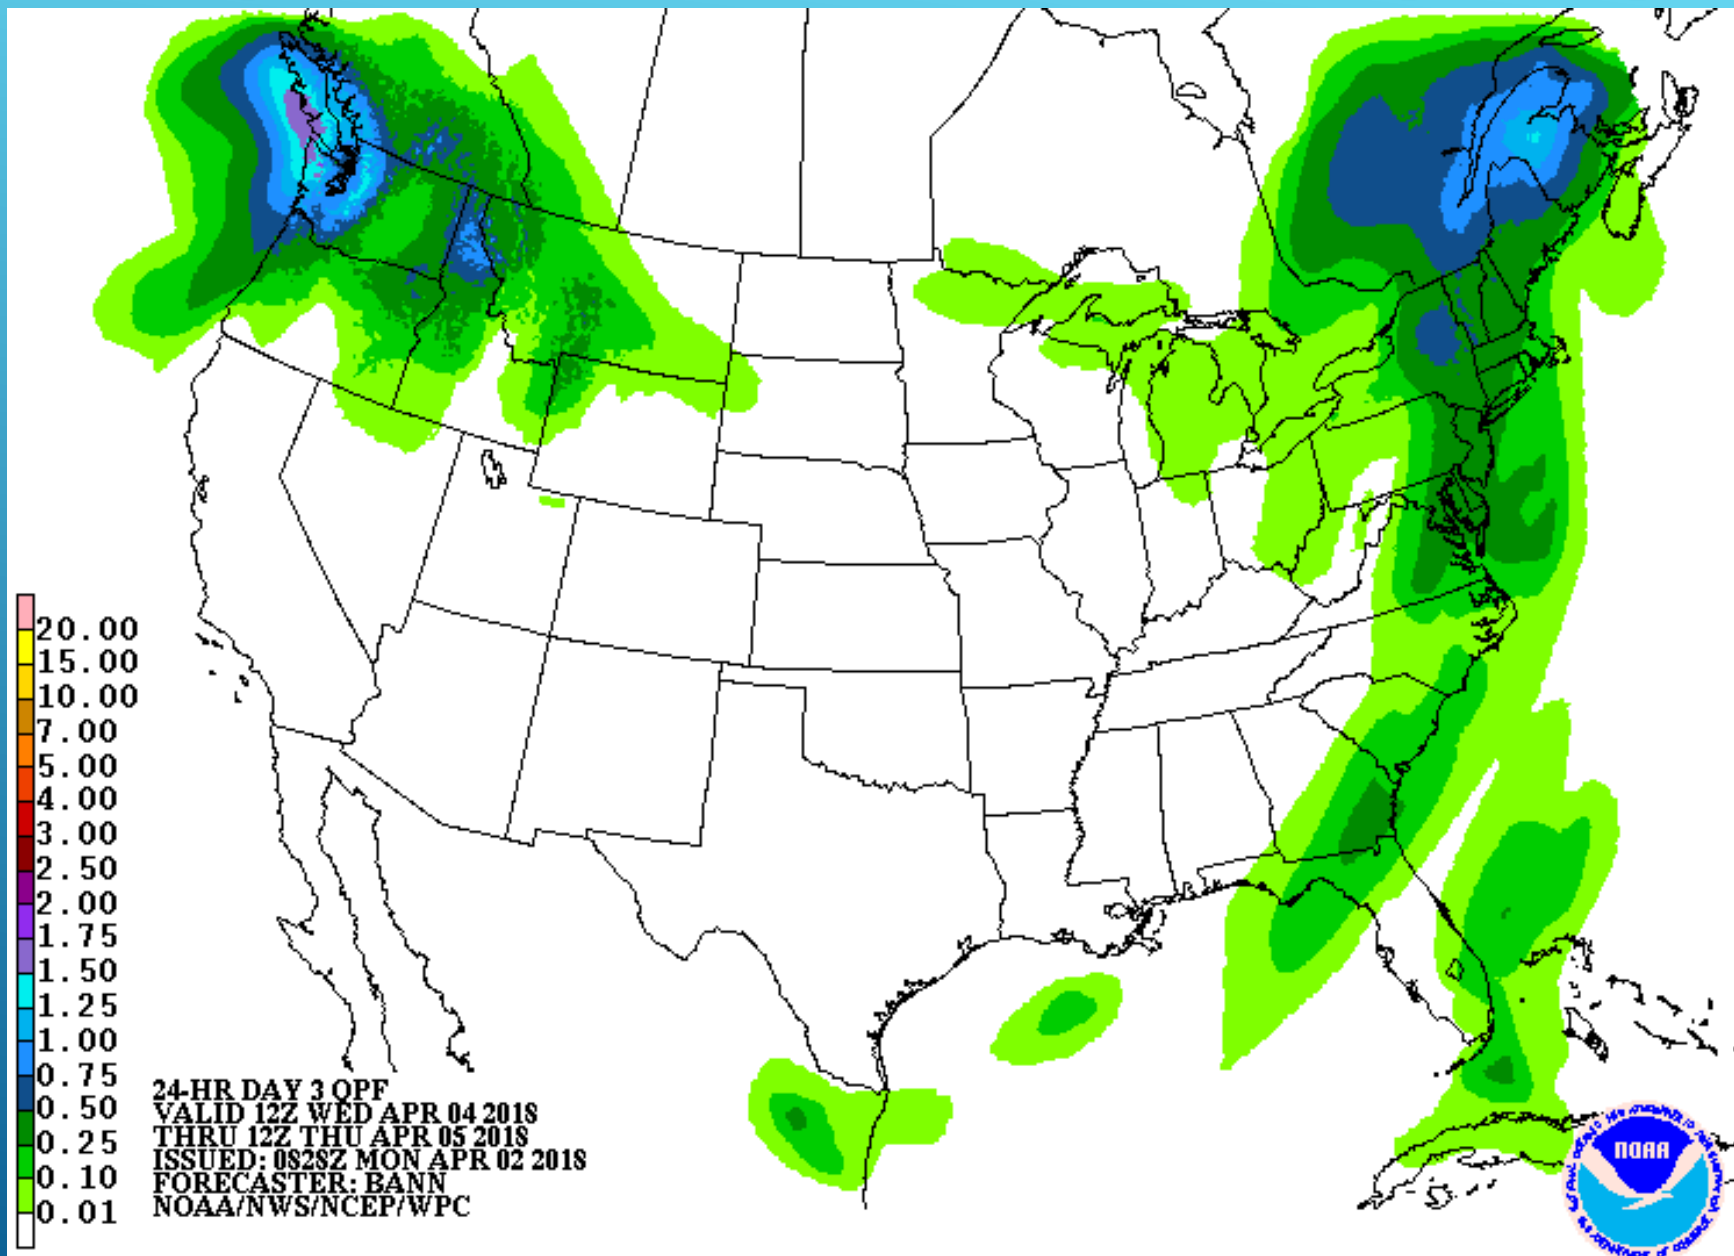 20.00
15.00
10.00
7.00
5.00
4.00
3.00
2.50
2.00
1.75
1.50
1.25
1.00
0.75
0.50
0.25
0.10
0.01
24-HR DAY 3 QPF
VALID 12Z WED APR 04 2018
THRU 12Z THU APR 05 2018
ISSUED: 0828Z MON APR 02 2018
FORECASTER: BANN
NOAA/NWS/NCEP/WPC
NOAA